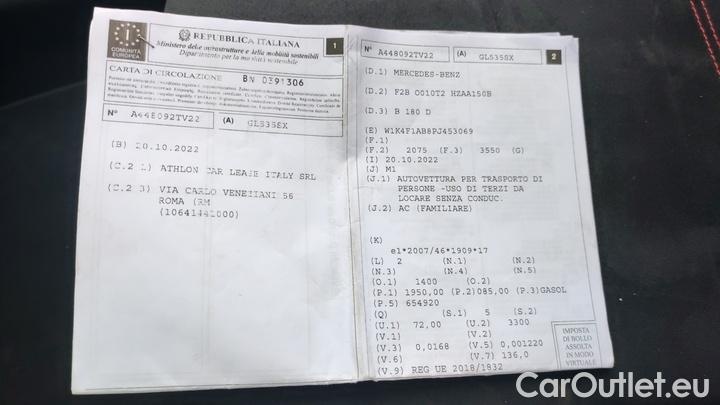 I
COMUNITÀ
EUROPEA
REPUBBLICA ITALIANA
Ministero delle infrastrutture e della mobilità sostenibili
Dipartimento per la mobilità sostenibile
1
CARTA DI CIRCOLAZIONE
BN 0391306
N° A448092TV22 (A) GL535SX
(B) 20.10.2022
(C.2 1) ATHLON CAR LEASE ITALY SRL
(C.2 3) VIA CARLO VENEZIANI 56
ROMA (RM
(10641441000)
N° A448092TV22 (A) GL535SX 2
(D.1) MERCEDES-BENZ
(D.2) F2B O010T2 HZAA150B
(D.3) B 180 D
(E) W1K4F1AB8PJ453069
(F.1)
(F.2) 2075 (F.3) 3550 (G)
(I) 20.10.2022
(J) M1
(J.1) AUTOVETTURA PER TRASPORTO DI
PERSONE -USO DI TERZI DA
LOCARE SENZA CONDUC.
(J.2) AC (FAMILIARE)
(K)
e1*2007/46*1909*17
(L) 2 (N.1) (N.2)
(N.3) (N.4) (N.5)
(O.1) 1400 (O.2)
(P.1) 1950,00 (P.2)085,00 (P.3)GASOL
(P.5) 654920
(Q) (S.1) 5 (S.2)
(U.1) 72,00 (U.2) 3300
(V.1) (V.2)
(V.3) 0,0168 (V.5) 0,001220
(V.6) (V.7) 136,0
(V.9) REG UE 2018/1832
IMPOSTA
DI BOLLO
ASSOLTA
IN MODO
VIRTUALE
CarOutlet.eu